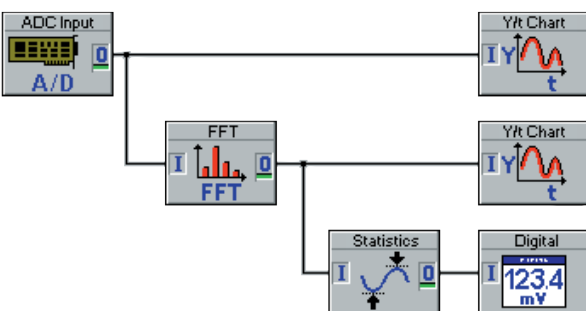 ADC Input
0
A/D
Y/t Chart
I Y
t
FFT
I 0
FFT
Y/t Chart
I Y
t
Statistics
I 0
Digital
I
123.4
mV